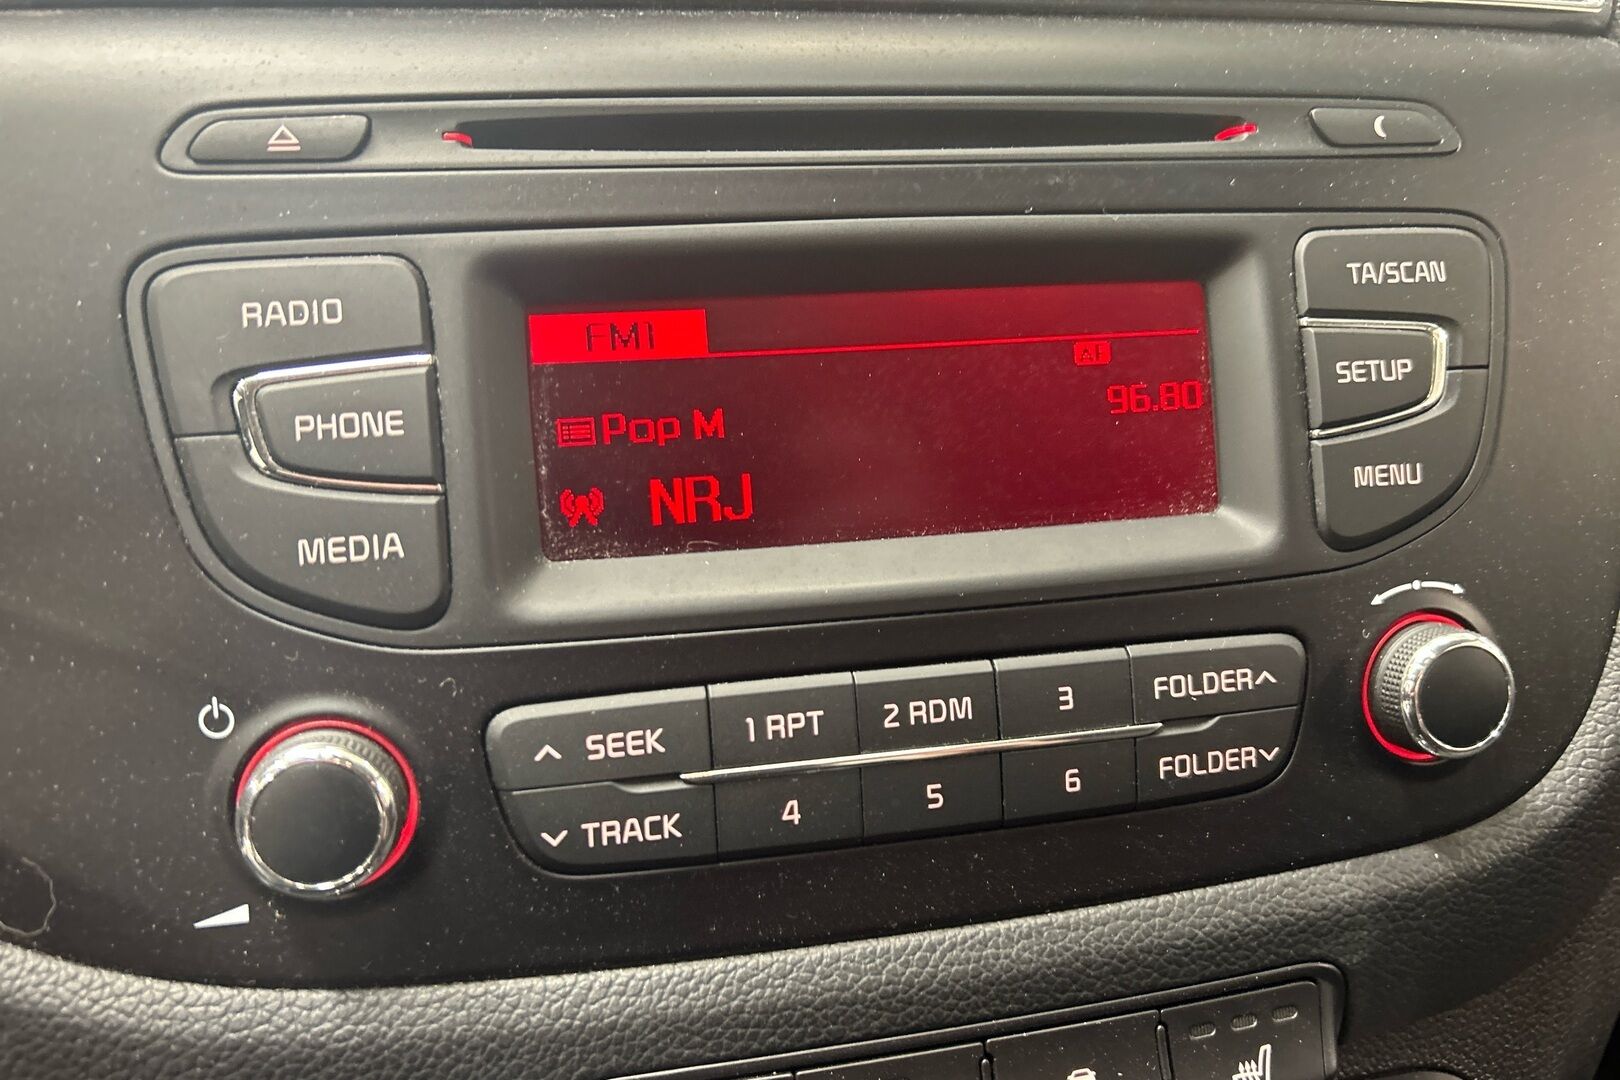 RADIO
PHONE
MEDIA
FM1
AF
96.80
Pop M
NRJ
TA/SCAN
SETUP
MENU
SEEK
TRACK
1 RPT
2 RDM
3
4
5
6
FOLDER
FOLDER